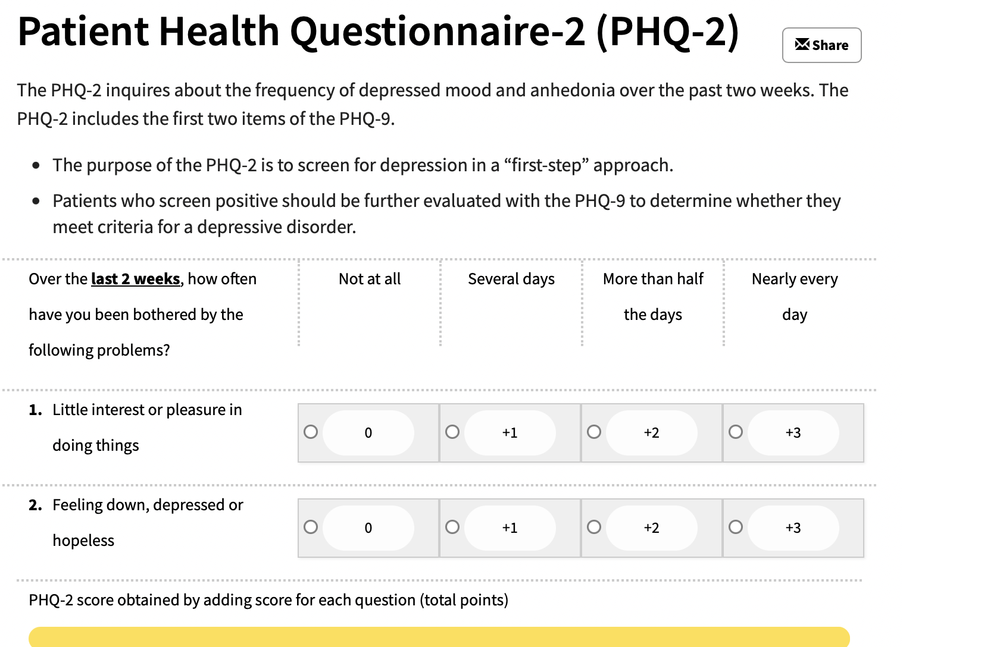 Patient Health Questionnaire-2 (PHQ-2)
Share
The PHQ-2 inquires about the frequency of depressed mood and anhedonia over the past two weeks. The
PHQ-2 includes the first two items of the PHQ-9.
• The purpose of the PHQ-2 is to screen for depression in a “first-step” approach.
• Patients who screen positive should be further evaluated with the PHQ-9 to determine whether they
meet criteria for a depressive disorder.
Over the last 2 weeks, how often
have you been bothered by the
following problems?
Not at all
Several days
More than half
the days
Nearly every
day
1. Little interest or pleasure in
doing things
0 +1 +2 +3
2. Feeling down, depressed or
hopeless
0 +1 +2 +3
PHQ-2 score obtained by adding score for each question (total points)